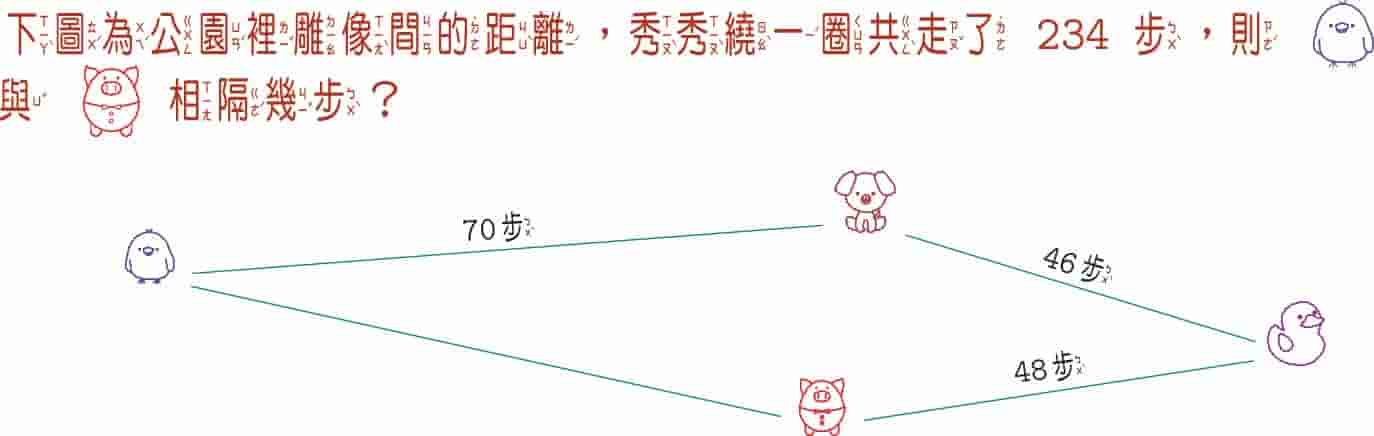 下圖為公園裡雕像間的距離，秀秀繞一圈共走了 234 步，則
與 相隔幾步？
70 步
46 步
48 步